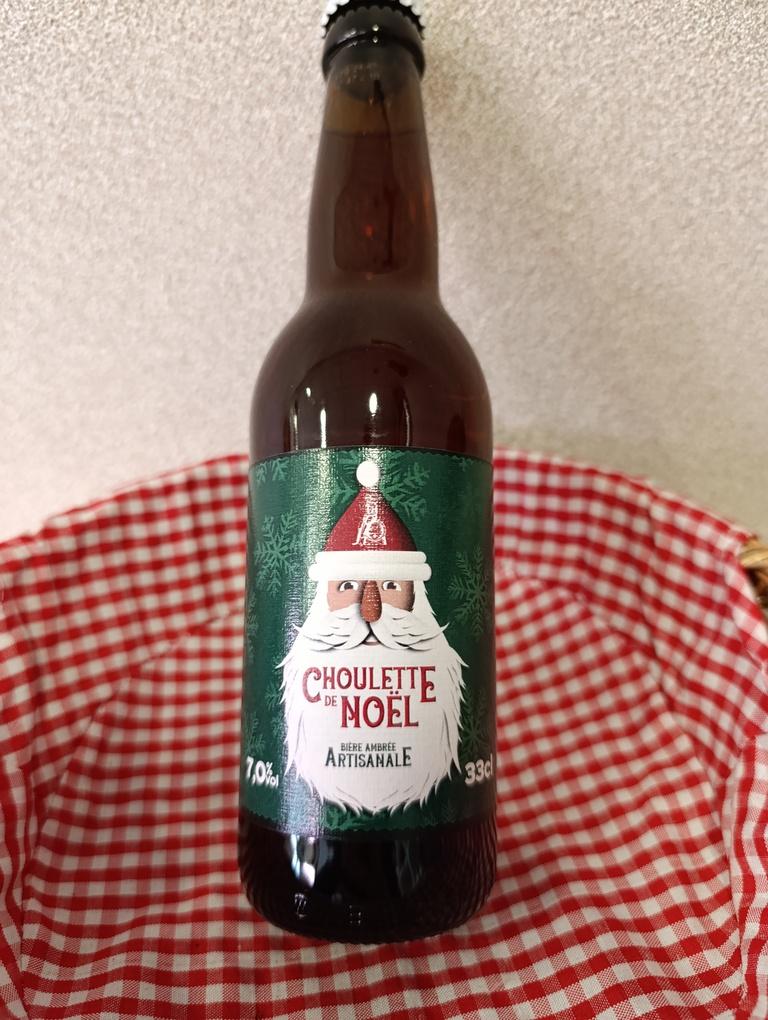 CHOULETTE
DE NOËL
BIÈRE AMBRÉE
ARTISANALE
7,0%vol
33cl